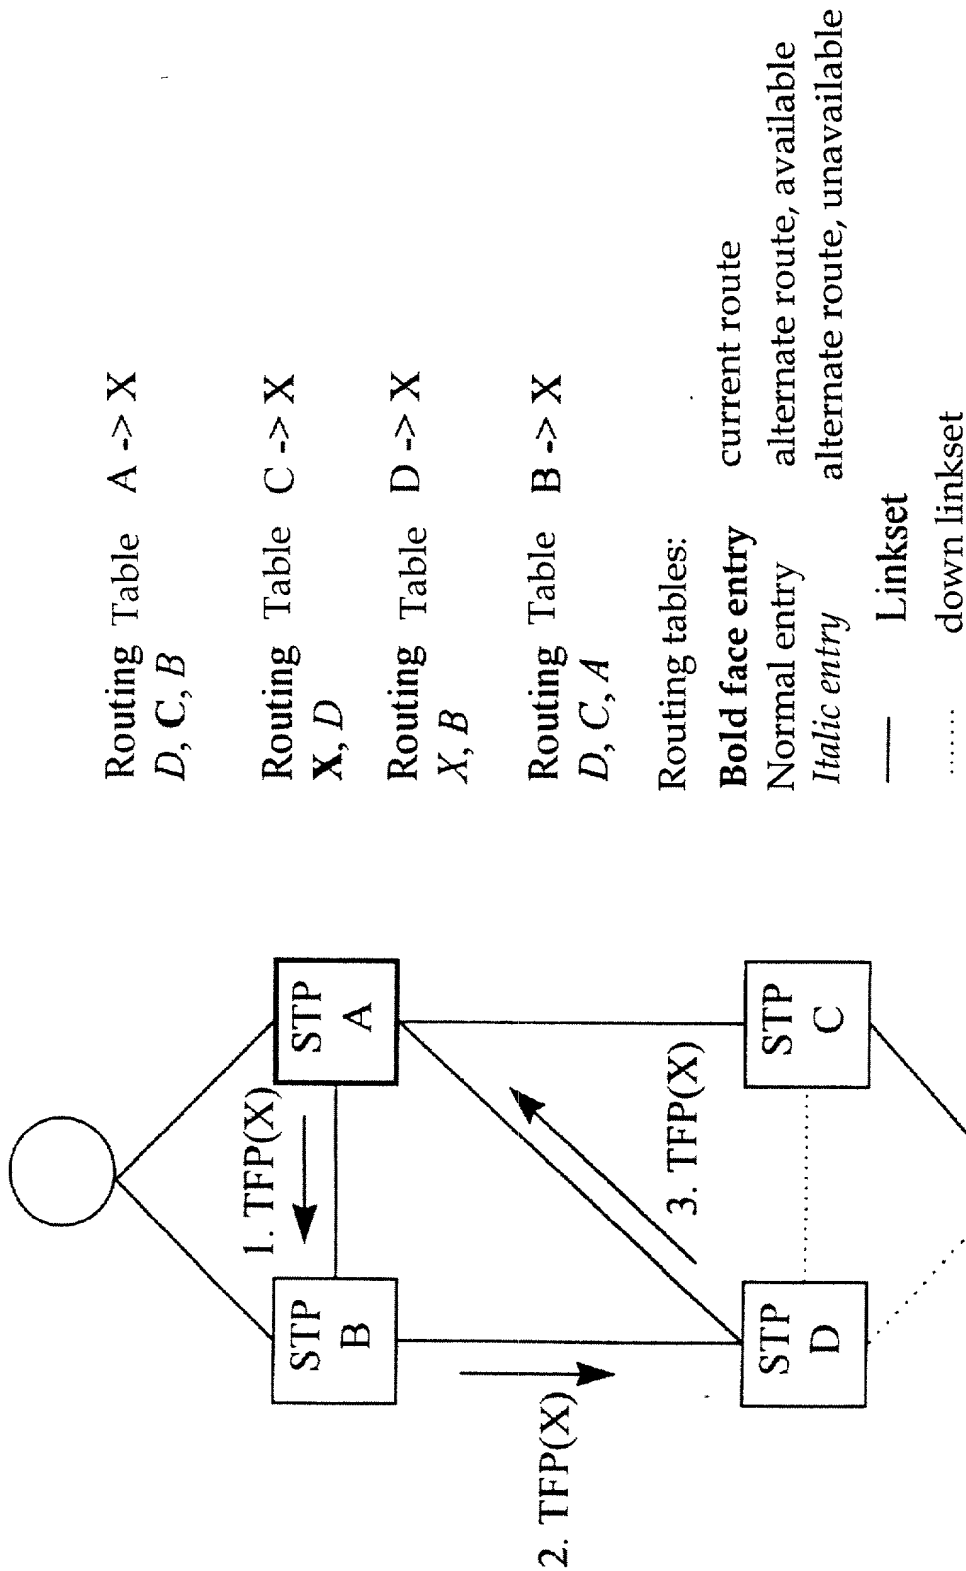 Routing Table A -> X
D, C, B
Routing Table C -> X
X, D
Routing Table D -> X
X, B
Routing Table B -> X
D, C, A
Routing tables:
Bold face entry current route
Normal entry alternate route, available
Italic entry alternate route, unavailable
Linkset
down linkset
1. TFP(X)
STP
B
STP
A
2. TFP(X)
3. TFP(X)
STP
D
STP
C